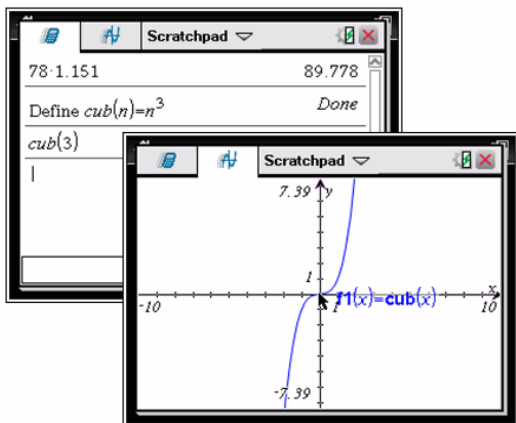 Scratchpad
78·1.151 89.778
Define cub(n)=n³ Done
cub(3)
Scratchpad
7.39 y
1
x
-10 1 10
f1(x)=cub(x)
-7.39